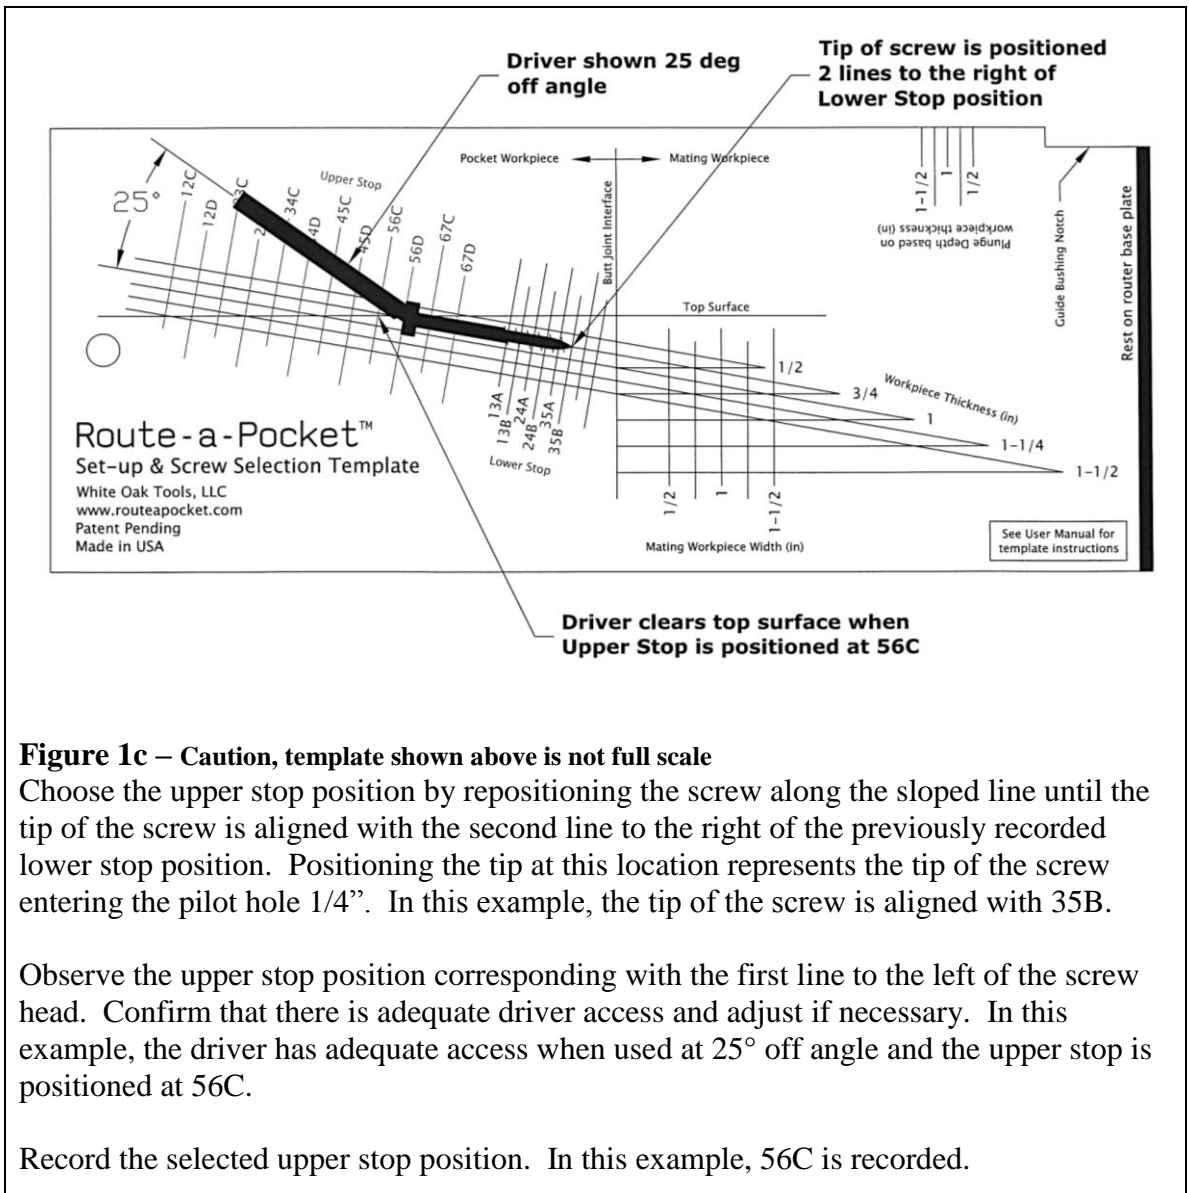 Driver shown 25 deg
off angle
Tip of screw is positioned
2 lines to the right of
Lower Stop position
Pocket Workpiece
Mating Workpiece
25°
12C
12D
34C
Upper Stop
45C
45D
56C
56D
67C
67D
Butt Joint Interface
1-1/2
1
1/2
Plunge Depth based on
workpiece thickness (in)
Guide Bushing Notch
Rest on router base plate
Top Surface
1/2
3/4
1
1-1/4
1-1/2
Workpiece Thickness (in)
13A
13B
24A
24B
35A
35B
Lower Stop
1/2
1
1-1/2
Mating Workpiece Width (in)
Route-a-Pocket™
Set-up & Screw Selection Template
White Oak Tools, LLC
www.routeapocket.com
Patent Pending
Made in USA
See User Manual for
template instructions
Driver clears top surface when
Upper Stop is positioned at 56C
Figure 1c – Caution, template shown above is not full scale
Choose the upper stop position by repositioning the screw along the sloped line until the
tip of the screw is aligned with the second line to the right of the previously recorded
lower stop position.  Positioning the tip at this location represents the tip of the screw
entering the pilot hole 1/4”.  In this example, the tip of the screw is aligned with 35B.
Observe the upper stop position corresponding with the first line to the left of the screw
head.  Confirm that there is adequate driver access and adjust if necessary.  In this
example, the driver has adequate access when used at 25° off angle and the upper stop is
positioned at 56C.
Record the selected upper stop position.  In this example, 56C is recorded.